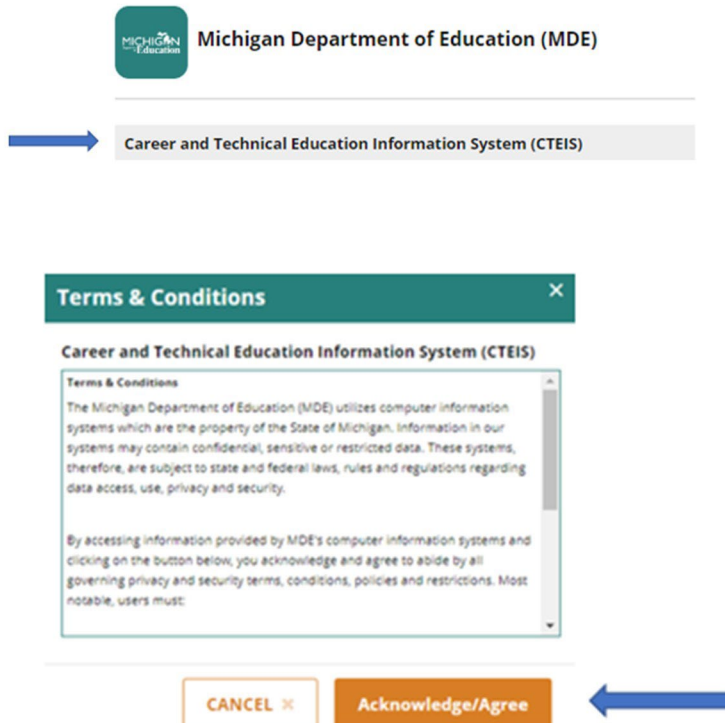 MICHIGAN
Education
Michigan Department of Education (MDE)
Career and Technical Education Information System (CTEIS)
Terms & Conditions
Career and Technical Education Information System (CTEIS)
Terms & Conditions
The Michigan Department of Education (MDE) utilizes computer information
systems which are the property of the State of Michigan. Information in our
systems may contain confidential, sensitive or restricted data. These systems,
therefore, are subject to state and federal laws, rules and regulations regarding
data access, use, privacy and security.
By accessing information provided by MDE's computer information systems and
clicking on the button below, you acknowledge and agree to abide by all
governing privacy and security terms, conditions, policies and restrictions. Most
notable, users must:
CANCEL
Acknowledge/Agree